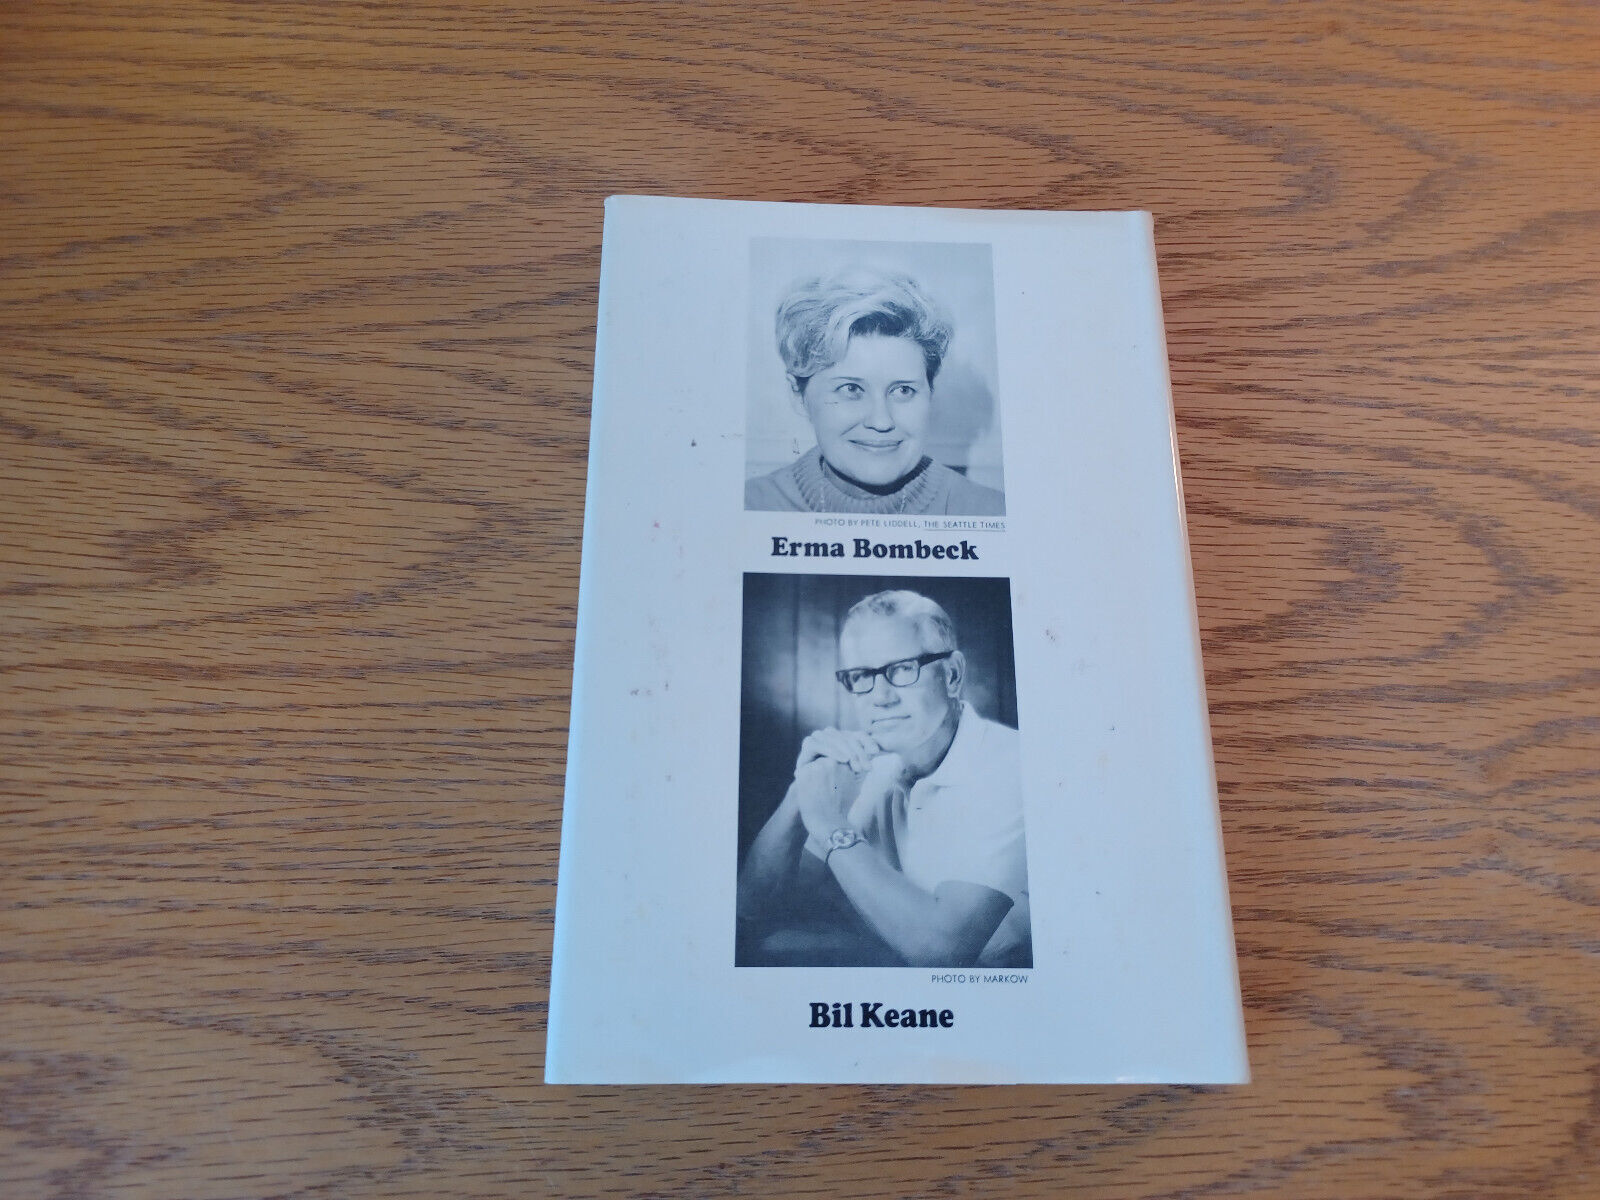 PHOTO BY PETE LIDDELL, THE SEATTLE TIMES
Erma Bombeck
PHOTO BY MARKOW
Bil Keane